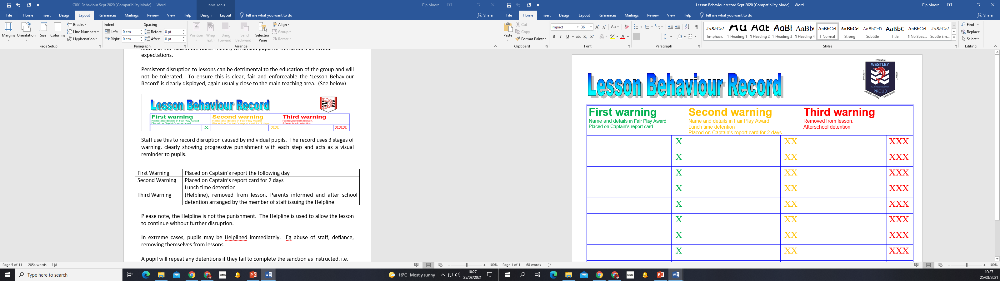 C001 Behaviour Sept 2020 [Compatibility Mode] - Word
Table Tools
Pip Moore
File Home Insert Design Layout References Mailings Review View Help Design Layout Tell me what you want to do Share
Margins Orientation Size Columns
Breaks
Line Numbers
Hyphenation
Page Setup
Indent
Left: 0 cm
Right: 0 cm
Spacing
Before: 0 pt
After: 0 pt
Paragraph
Position Wrap Text Bring Forward Send Backward Selection Pane
Align
Group
Rotate
Arrange
Staff use the 'Classroom Rules' initially to remind pupils of the schools behaviour
expectations.
Persistent disruption to lessons can be detrimental to the education of the group and will
not be tolerated. To ensure this is clear, fair and enforceable the ‘Lesson Behaviour
Record’ is clearly displayed, again usually close to the main teaching area. (See below)
Lesson Behaviour Record
First warning
Name and details in Fair Play Award
Placed on Captain's report card
Second warning
Name and details in Fair Play Award
Placed on Captain's report card for 2 days
Third warning
Removed from lesson.
Afterschool detention
X XX XXX
Staff use this to record disruption caused by individual pupils. The record uses 3 stages of
warning, clearly showing progressive punishment with each step and acts as a visual
reminder to pupils.
First Warning Placed on Captain’s report the following day
Second Warning Placed on Captain’s report card for 2 days
Lunch time detention
Third Warning (Helpline), removed from lesson. Parents informed and after school
detention arranged by the member of staff issuing the Helpline
Please note, the Helpline is not the punishment. The Helpline is used to allow the lesson
to continue without further disruption.
In extreme cases, pupils may be Helplined immediately. Eg abuse of staff, defiance,
removing themselves from lessons.
A pupil will repeat any detentions if they fail to complete the sanction as instructed. i.e.
Page 5 of 11 2854 words 100%
Type here to search
SIMS
16°C Mostly sunny
10:27
25/08/2021
Lesson Behaviour record Sept 2020 [Compatibility Mode] - Word
Pip Moore
File Home Insert Design Layout References Mailings Review View Help Tell me what you want to do Share
Paste
Cut
Copy
Format Painter
Clipboard
Impact 36
B I U abc
Font
Paragraph
AaBbCcI Emphasis
Heading 1
Heading 2
AaBl Heading 3
AaBb( Heading 4
AaBbCcI Normal
AaBbCcl Strong
AaBbCcD Subtitle
AaBbC Title
AaBbCcI No Spac...
AaBbCcL Subtle Em...
Styles
Find
Replace
Select
Editing
Lesson Behaviour Record
POTENTIAL
DIVERSITY
WESTLEY
RESPECT
ALL THROUGH EDUCATION
PROUD
UNDERSTANDING
OPPORTUNITY
First warning
Name and details in Fair Play Award
Placed on Captain's report card
Second warning
Name and details in Fair Play Award
Lunch time detention
Placed on Captain's report card for 2 days
Third warning
Removed from lesson.
Afterschool detention
X XX XXX
X XX XXX
X XX XXX
X XX XXX
X XX XXX
X XX XXX
X XX XXX
X XX XXX
Page 1 of 1 68 words 100%
SIMS
10:27
25/08/2021